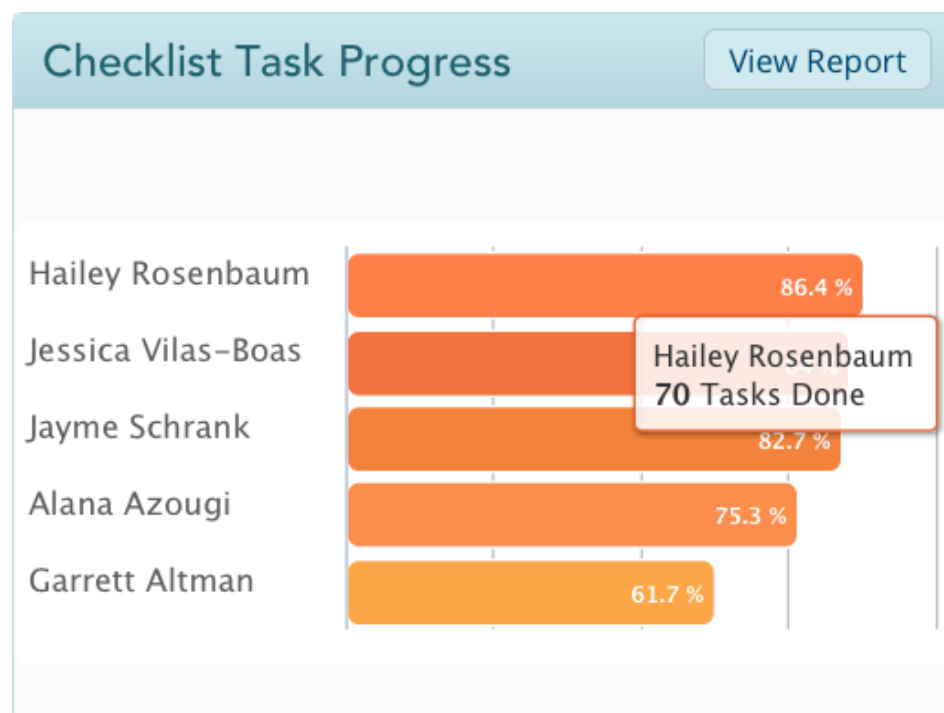 Checklist Task Progress
View Report
Hailey Rosenbaum
86.4 %
Jessica Vilas-Boas
Hailey Rosenbaum
70 Tasks Done
Jayme Schrank
82.7 %
Alana Azougi
75.3 %
Garrett Altman
61.7 %